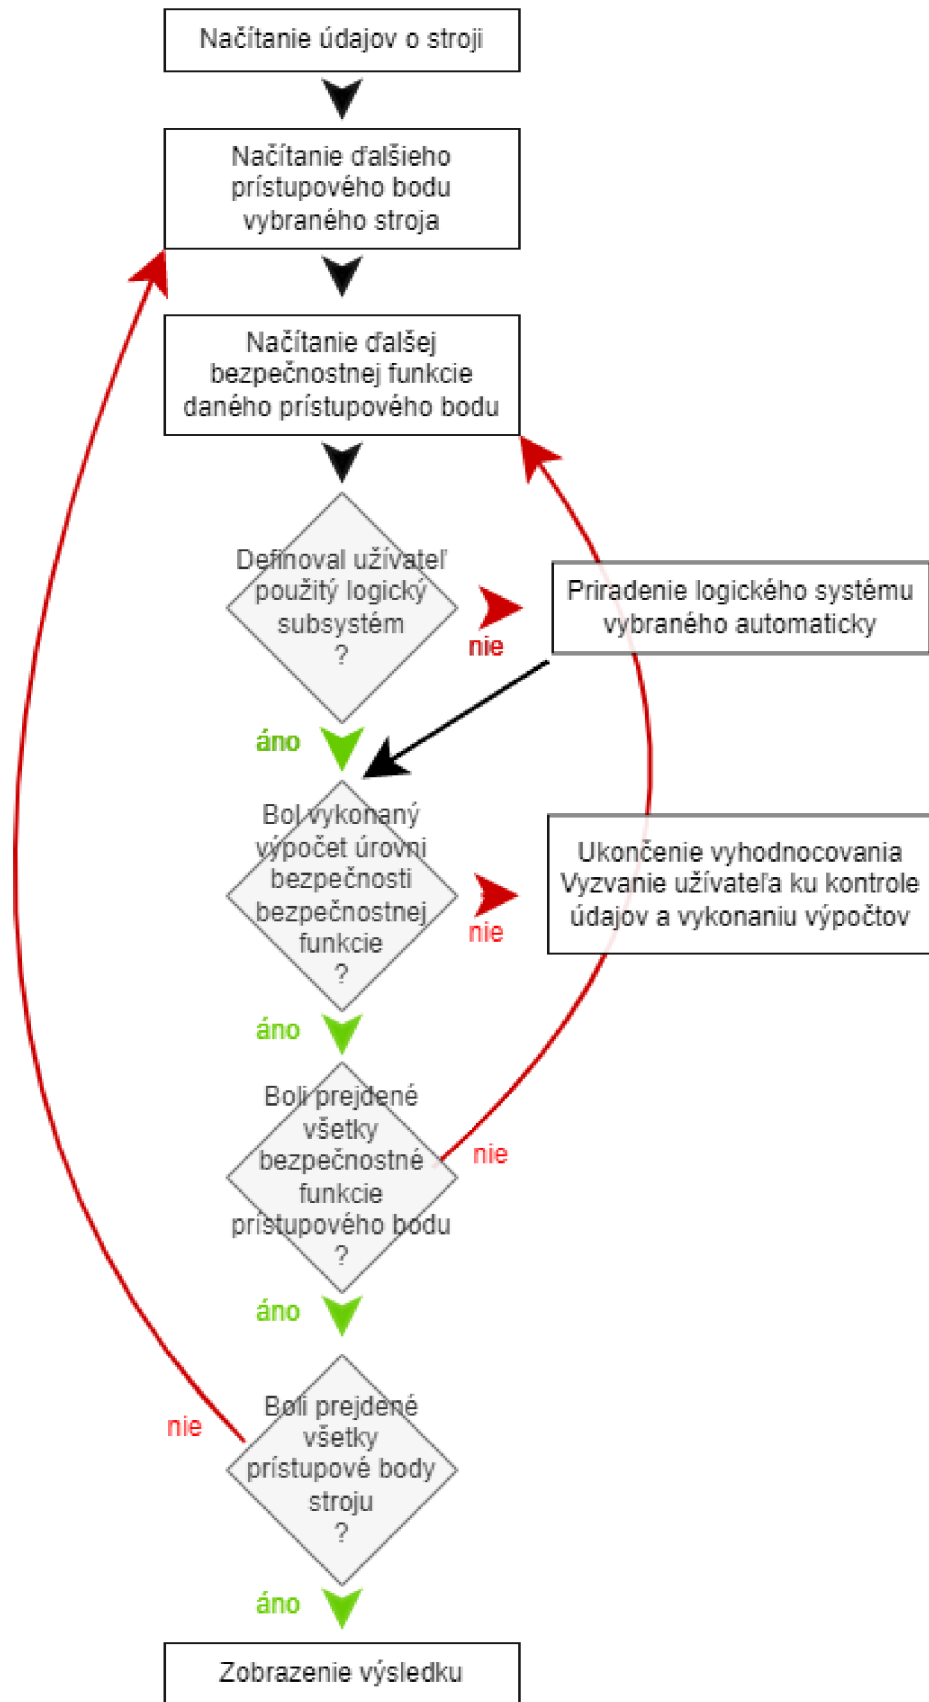 Načítanie údajov o stroji
Načítanie ďalšieho
prístupového bodu
vybraného stroja
Načítanie ďalšej
bezpečnostnej funkcie
daného prístupového bodu
Definoval užívateľ
použitý logický
subsystém
?
nie
Priradenie logického systému
vybraného automaticky
áno
Bol vykonaný
výpočet úrovni
bezpečnosti
bezpečnostnej
funkcie
?
nie
Ukončenie vyhodnocovania
Vyzvanie užívateľa ku kontrole
údajov a vykonaniu výpočtov
áno
Boli prejdené
všetky
bezpečnostné
funkcie
prístupového bodu
?
nie
áno
Boli prejdené
všetky
prístupové body
stroju
?
nie
áno
Zobrazenie výsledku